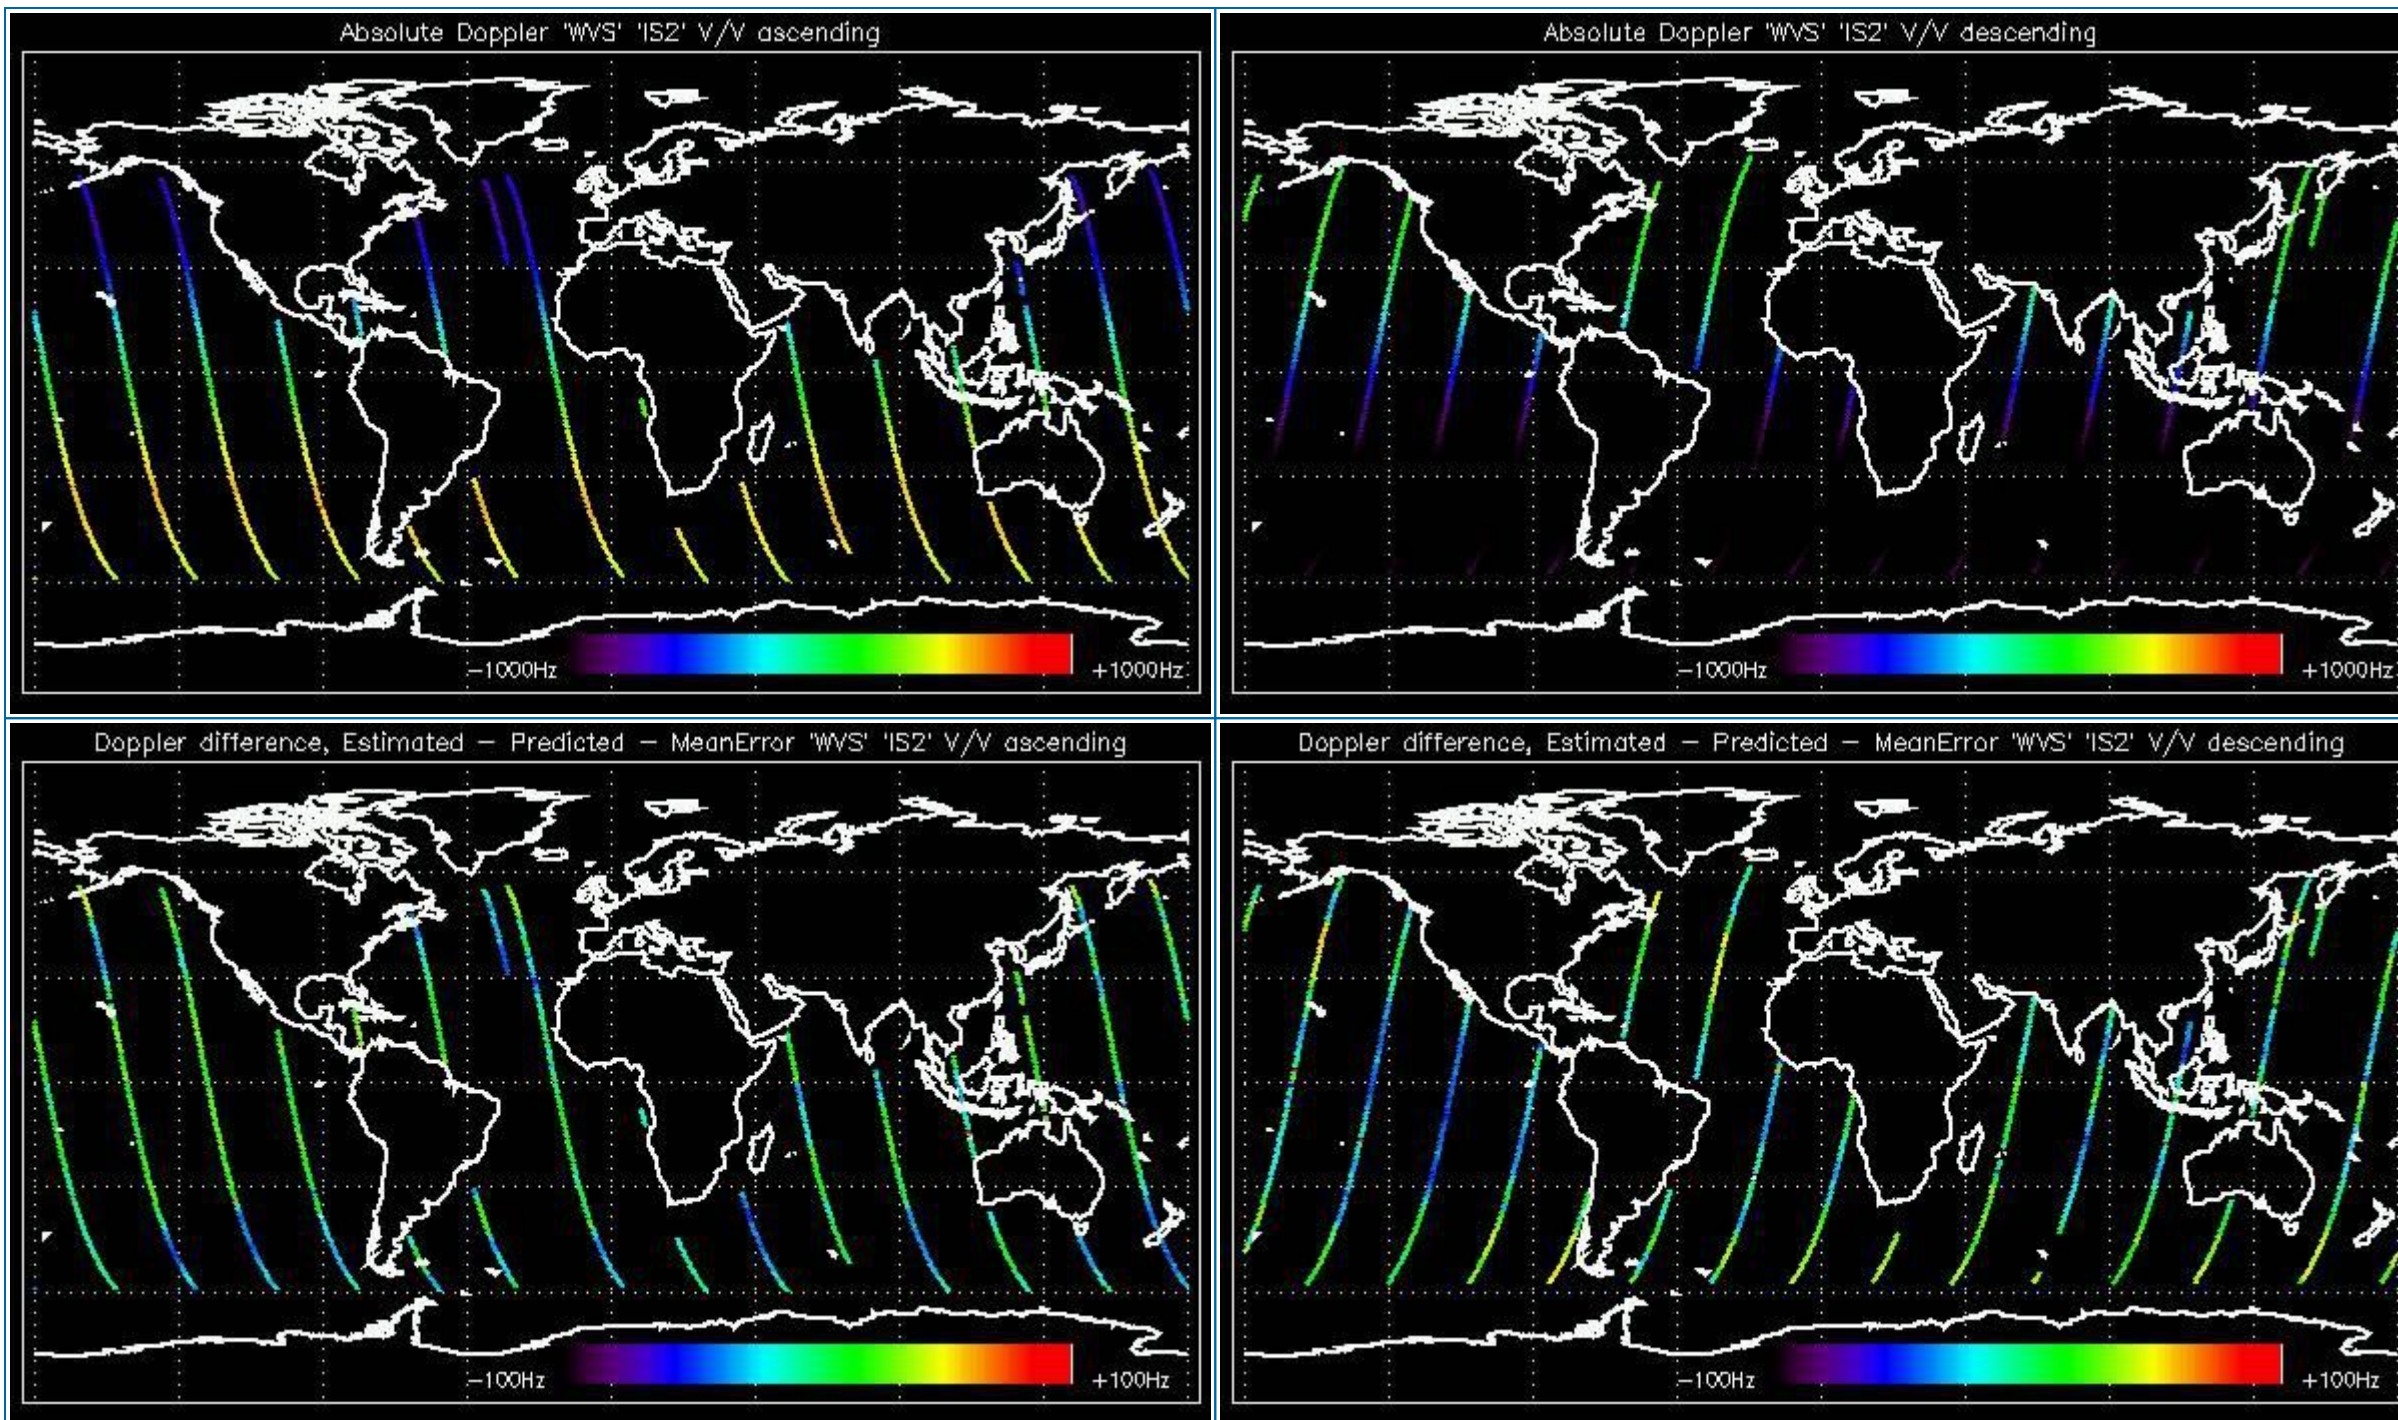 Absolute Doppler 'WVS' 'IS2' V/V ascending
-1000Hz +1000Hz
Absolute Doppler 'WVS' 'IS2' V/V descending
-1000Hz +1000Hz
Doppler difference, Estimated - Predicted - MeanError 'WVS' 'IS2' V/V ascending
-100Hz +100Hz
Doppler difference, Estimated - Predicted - MeanError 'WVS' 'IS2' V/V descending
-100Hz +100Hz